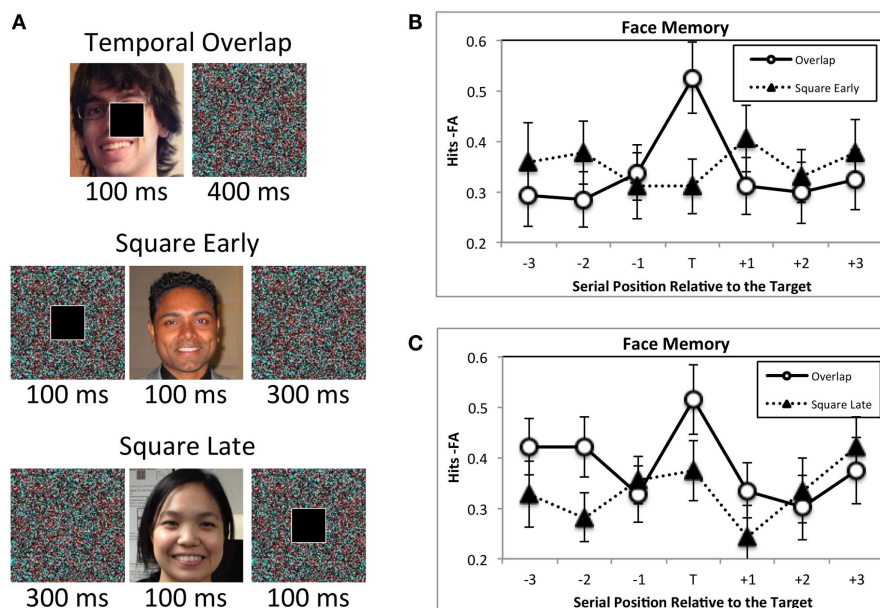 A
Temporal Overlap
100 ms 400 ms
Square Early
100 ms 100 ms 300 ms
Square Late
300 ms 100 ms 100 ms
B
Face Memory
Overlap
Square Early
Hits -FA
0.6
0.5
0.4
0.3
0.2
-3 -2 -1 T +1 +2 +3
Serial Position Relative to the Target
C
Face Memory
Overlap
Square Late
Hits -FA
0.6
0.5
0.4
0.3
0.2
-3 -2 -1 T +1 +2 +3
Serial Position Relative to the Target